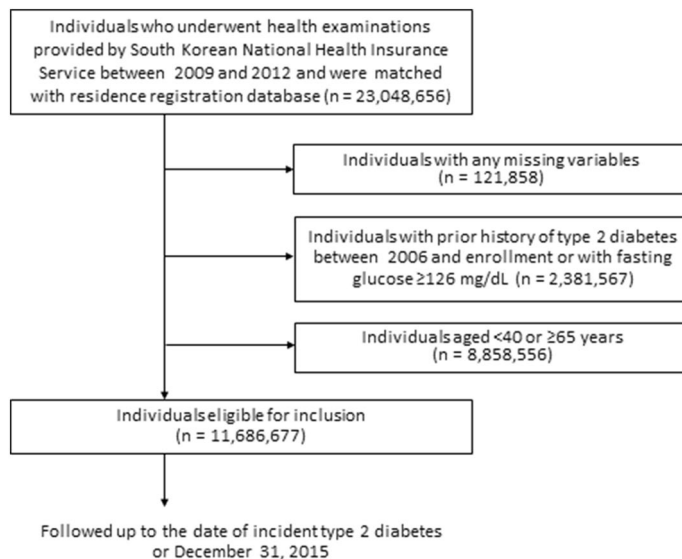 Individuals who underwent health examinations
provided by South Korean National Health Insurance
Service between 2009 and 2012 and were matched
with residence registration database (n = 23,048,656)
Individuals with any missing variables
(n = 121,858)
Individuals with prior history of type 2 diabetes
between 2006 and enrollment or with fasting
glucose ≥126 mg/dL (n = 2,381,567)
Individuals aged <40 or ≥65 years
(n = 8,858,556)
Individuals eligible for inclusion
(n = 11,686,677)
Followed up to the date of incident type 2 diabetes
or December 31, 2015